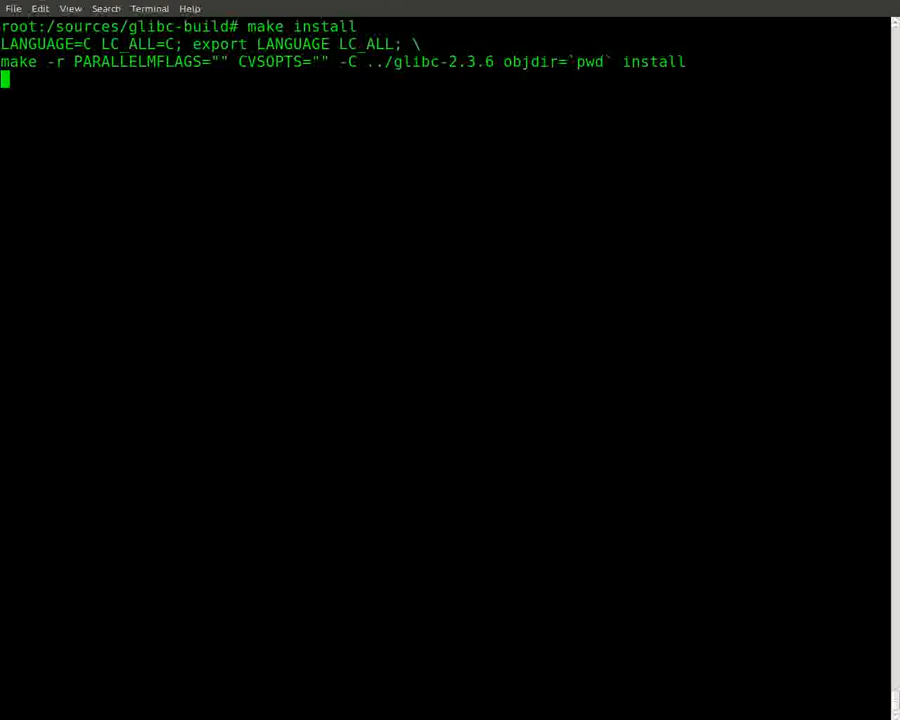 File Edit View Search Terminal Help
root:/sources/glibc-build# make install
LANGUAGE=C LC_ALL=C; export LANGUAGE LC_ALL; \
make -r PARALLELMFLAGS="" CVSOPTS="" -C ../glibc-2.3.6 objdir=`pwd` install